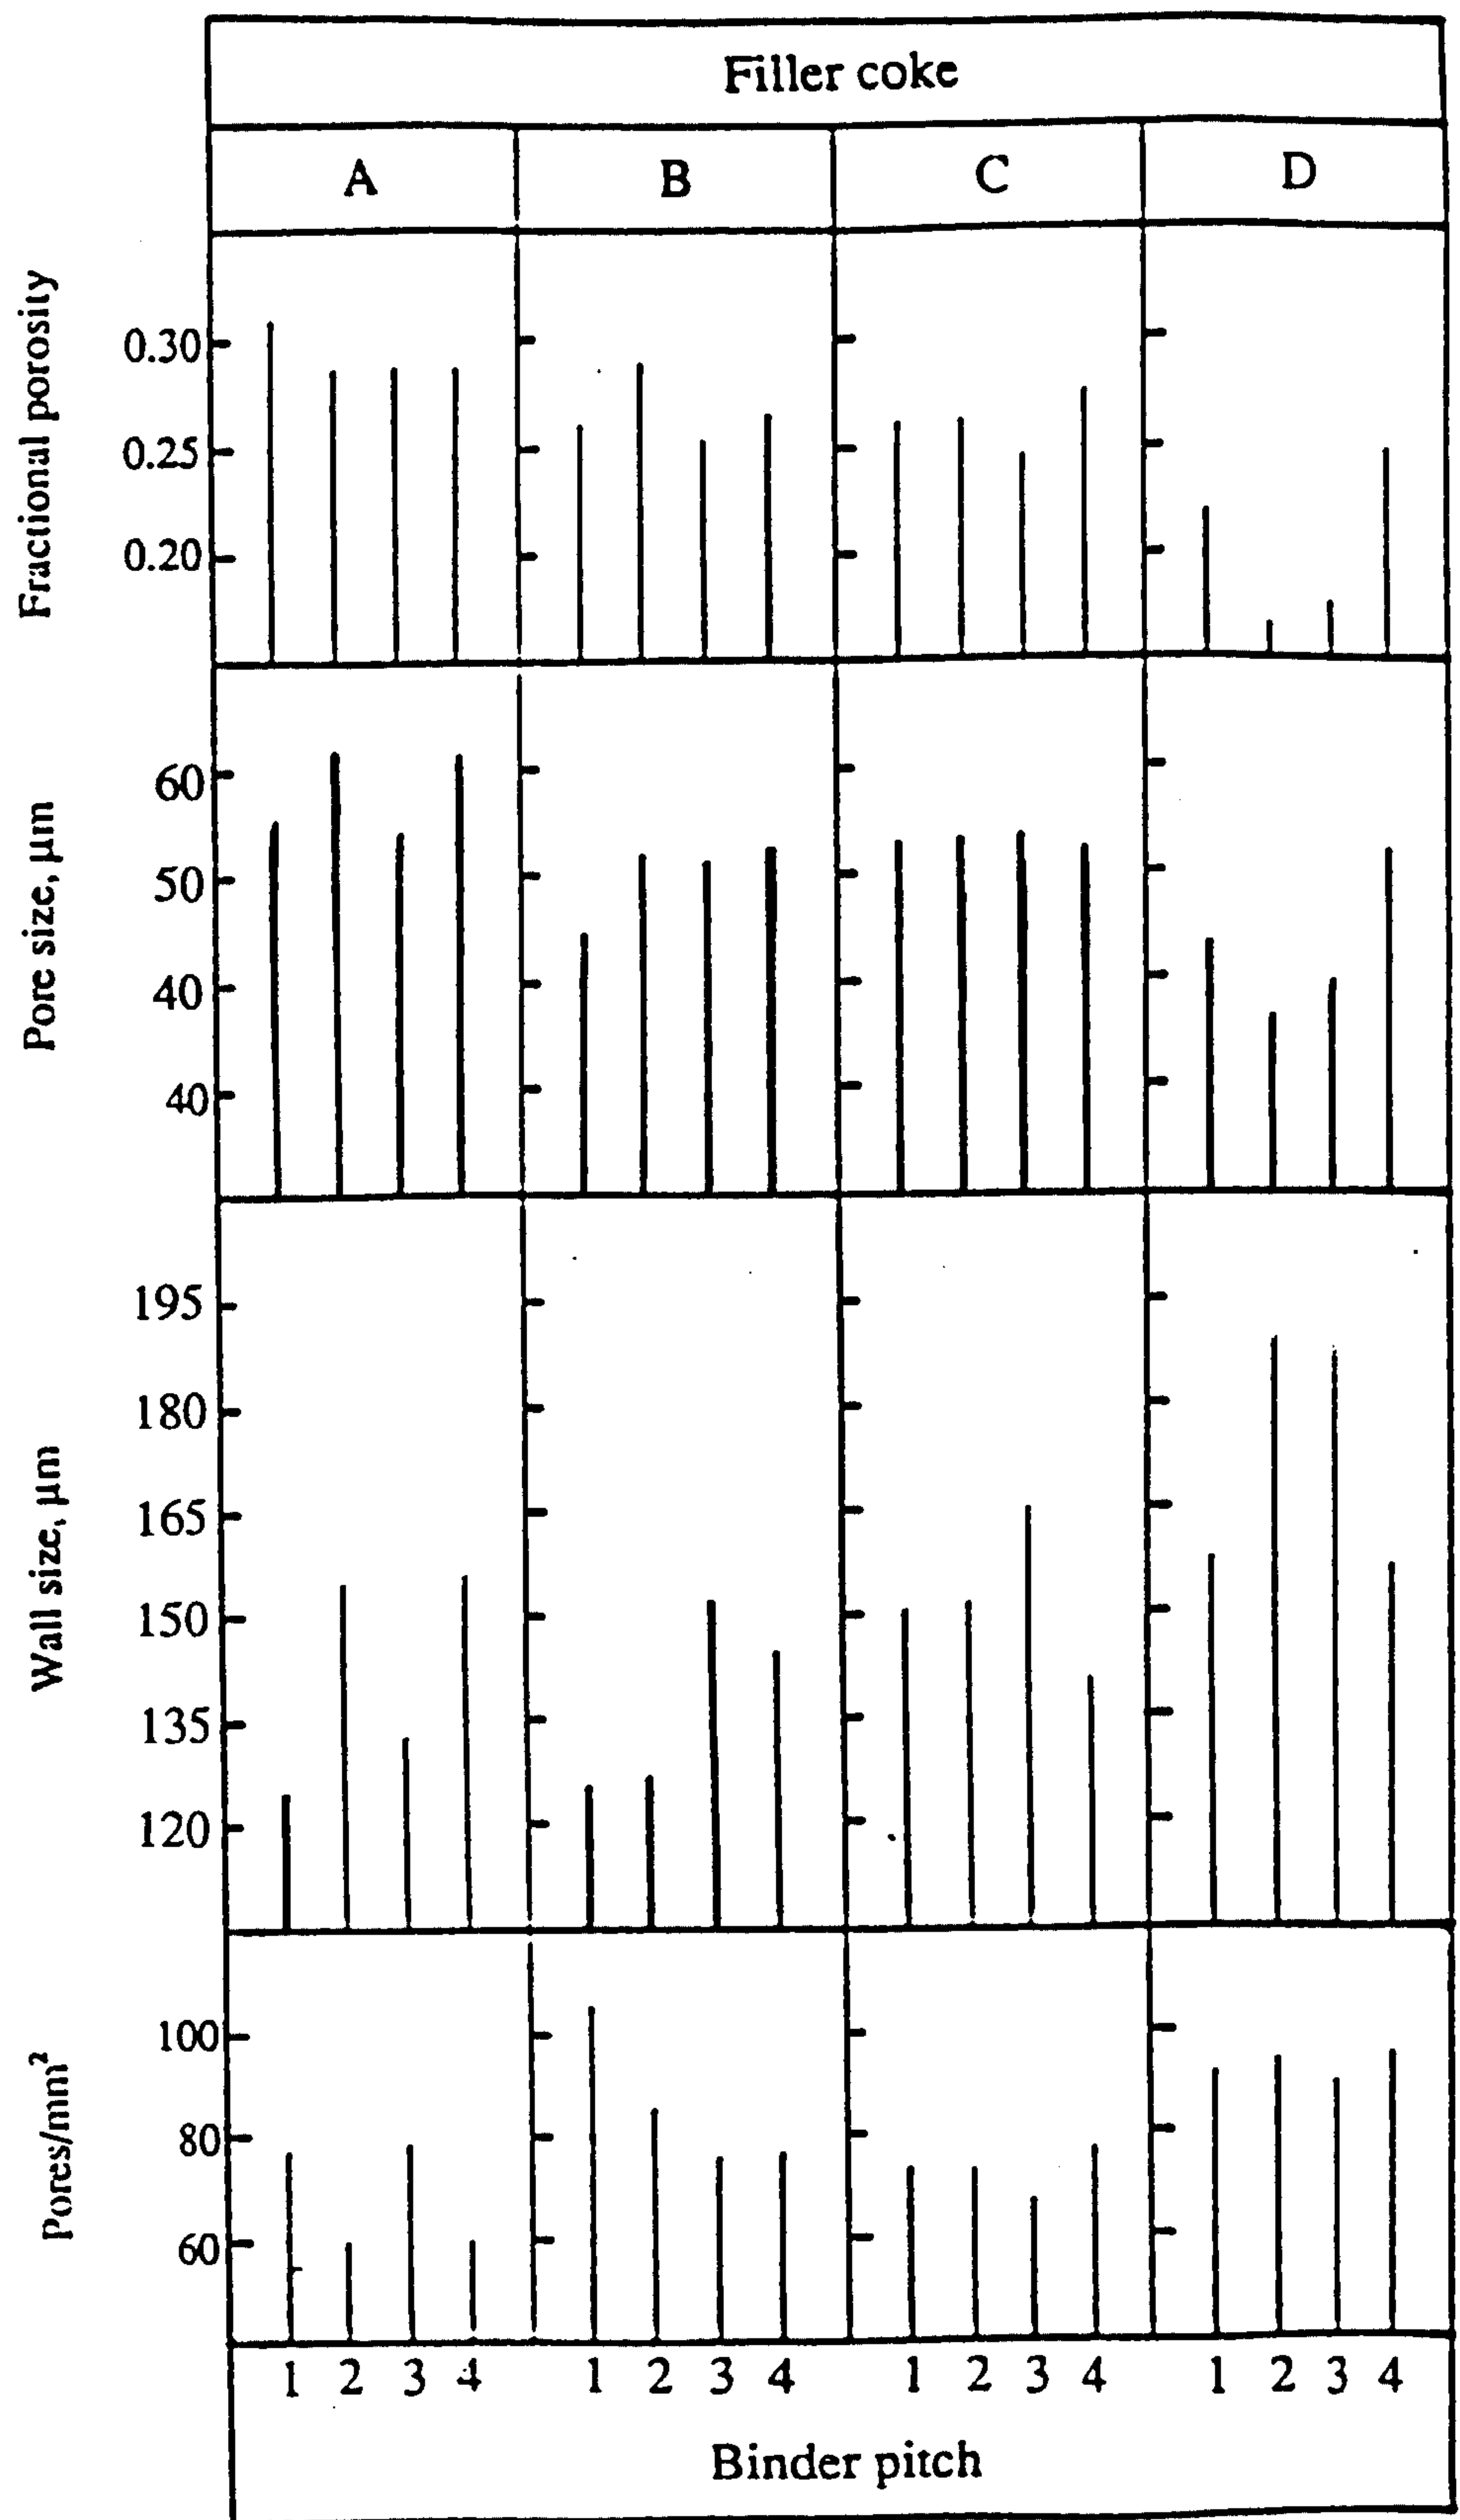 Filler coke
A B C D
Fractional porosity
0.30
0.25
0.20
Pore size, µm
60
50
40
40
Wall size, µm
195
180
165
150
135
120
Pores/mm²
100
80
60
1 2 3 4 1 2 3 4 1 2 3 4 1 2 3 4
Binder pitch